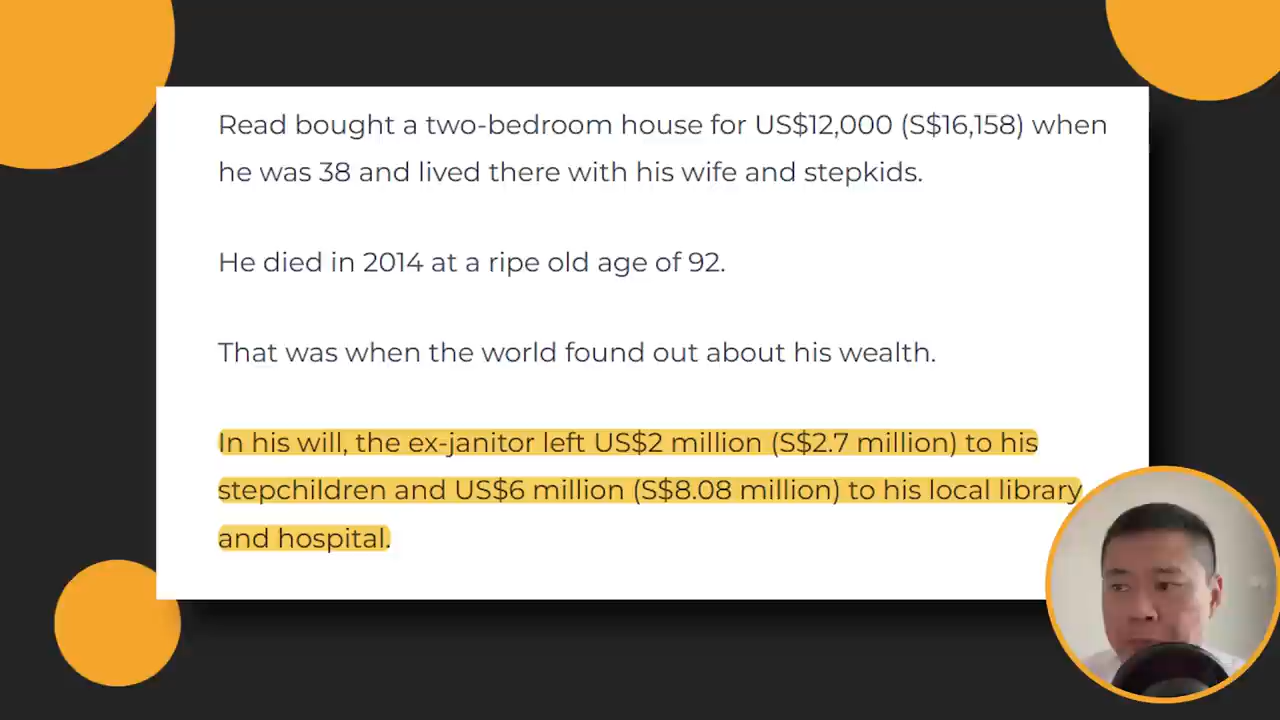 Read bought a two-bedroom house for US$12,000 (S$16,158) when
he was 38 and lived there with his wife and stepkids.
He died in 2014 at a ripe old age of 92.
That was when the world found out about his wealth.
In his will, the ex-janitor left US$2 million (S$2.7 million) to his
stepchildren and US$6 million (S$8.08 million) to his local library
and hospital.